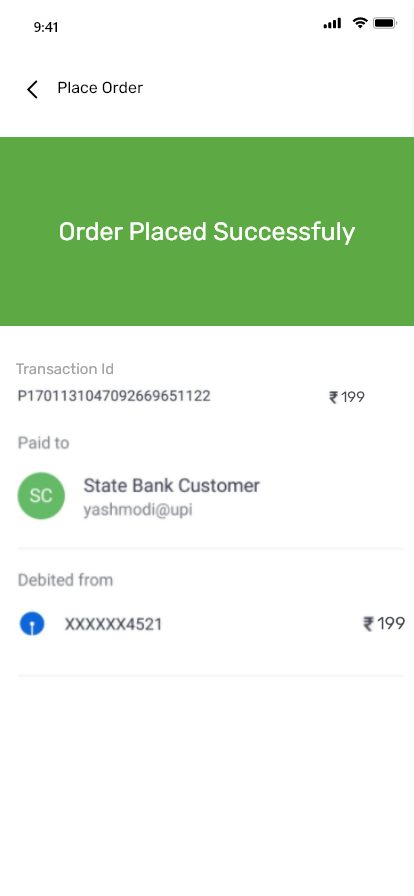 9:41
Place Order
Order Placed Successfuly
Transaction Id
P1701131047092669651122 ₹ 199
Paid to
SC State Bank Customer
yashmodi@upi
Debited from
XXXXXX4521 ₹ 199